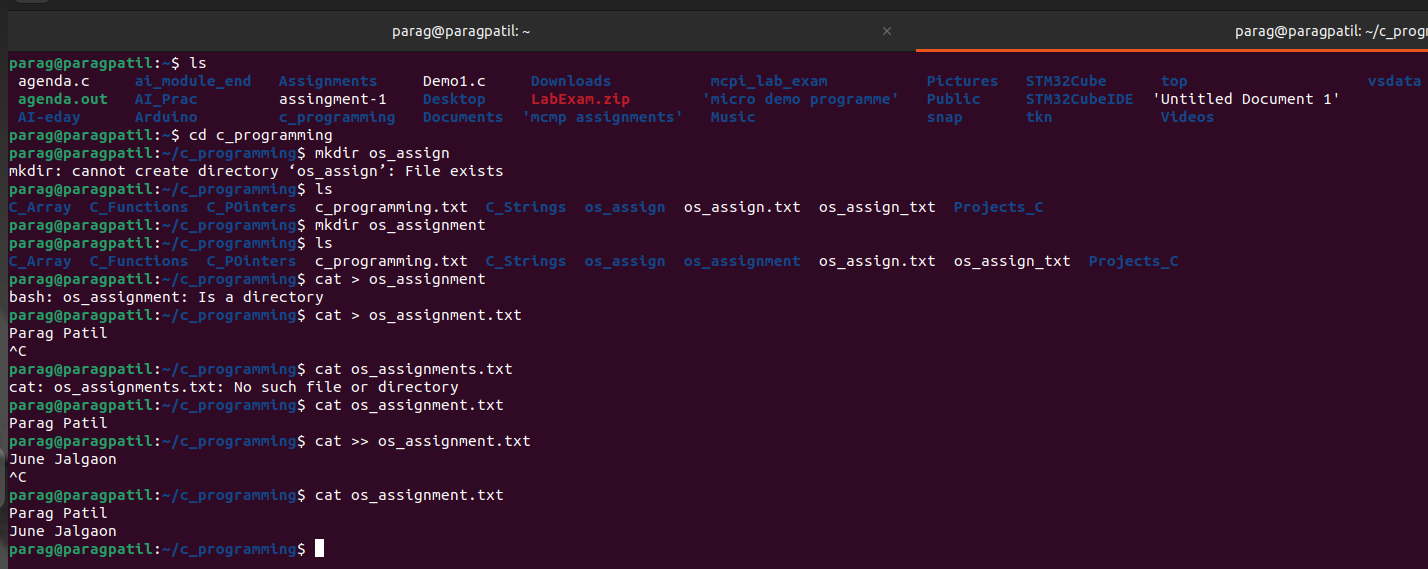 parag@paragpatil: ~ × parag@paragpatil: ~/c_progr
parag@paragpatil:~$ ls
agenda.c ai_module_end Assignments Demo1.c Downloads mcpi_lab_exam Pictures STM32Cube top vsdata
agenda.out AI_Prac assingment-1 Desktop LabExam.zip 'micro demo programme' Public STM32CubeIDE 'Untitled Document 1'
AI-eday Arduino c_programming Documents 'mcmp assignments' Music snap tkn Videos
parag@paragpatil:~$ cd c_programming
parag@paragpatil:~/c_programming$ mkdir os_assign
mkdir: cannot create directory ‘os_assign’: File exists
parag@paragpatil:~/c_programming$ ls
C_Array C_Functions C_POinters c_programming.txt C_Strings os_assign os_assign.txt os_assign_txt Projects_C
parag@paragpatil:~/c_programming$ mkdir os_assignment
parag@paragpatil:~/c_programming$ ls
C_Array C_Functions C_POinters c_programming.txt C_Strings os_assign os_assignment os_assign.txt os_assign_txt Projects_C
parag@paragpatil:~/c_programming$ cat > os_assignment
bash: os_assignment: Is a directory
parag@paragpatil:~/c_programming$ cat > os_assignment.txt
Parag Patil
^C
parag@paragpatil:~/c_programming$ cat os_assignments.txt
cat: os_assignments.txt: No such file or directory
parag@paragpatil:~/c_programming$ cat os_assignment.txt
Parag Patil
parag@paragpatil:~/c_programming$ cat >> os_assignment.txt
June Jalgaon
^C
parag@paragpatil:~/c_programming$ cat os_assignment.txt
Parag Patil
June Jalgaon
parag@paragpatil:~/c_programming$